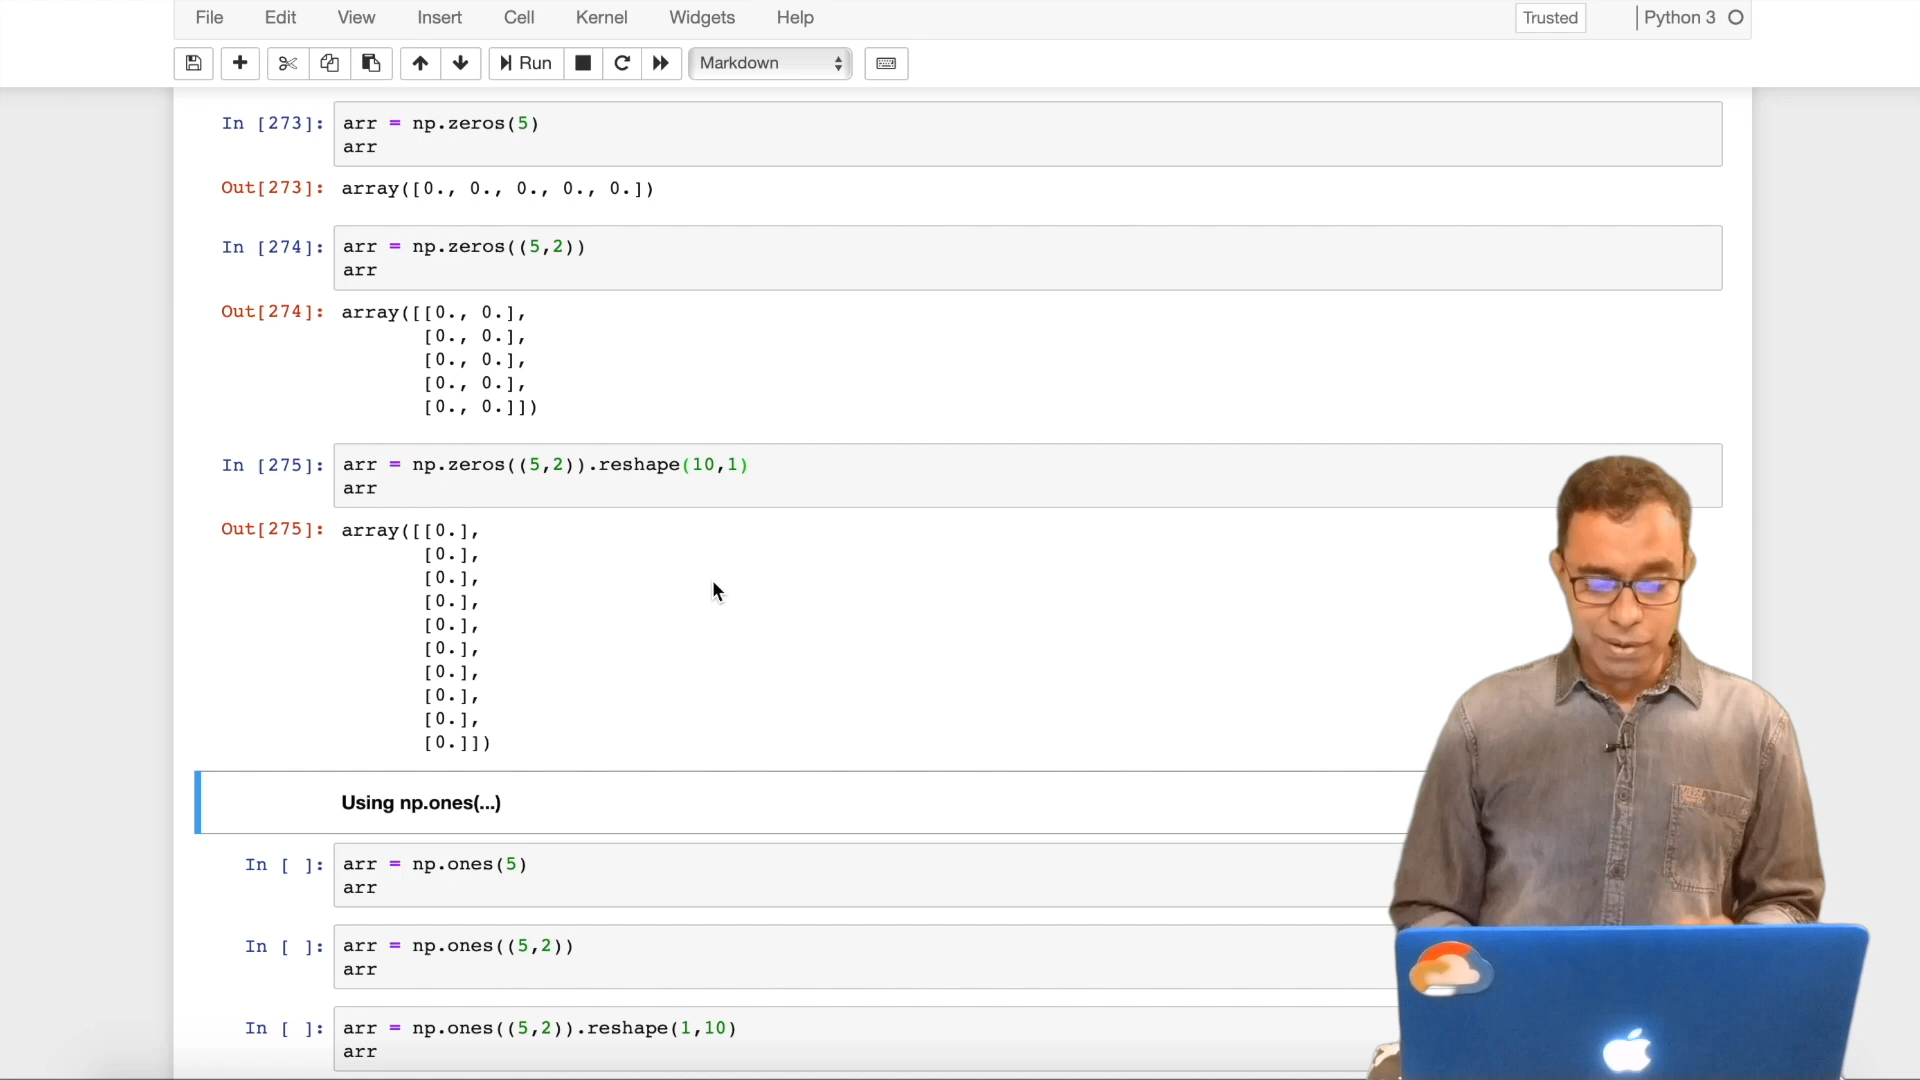 File Edit View Insert Cell Kernel Widgets Help Trusted Python 3
Run Markdown
In [273]: arr = np.zeros(5)
arr
Out[273]: array([0., 0., 0., 0., 0.])
In [274]: arr = np.zeros((5,2))
arr
Out[274]: array([[0., 0.],
[0., 0.],
[0., 0.],
[0., 0.],
[0., 0.]])
In [275]: arr = np.zeros((5,2)).reshape(10,1)
arr
Out[275]: array([[0.],
[0.],
[0.],
[0.],
[0.],
[0.],
[0.],
[0.],
[0.],
[0.]])
Using np.ones(...)
In [ ]: arr = np.ones(5)
arr
In [ ]: arr = np.ones((5,2))
arr
In [ ]: arr = np.ones((5,2)).reshape(1,10)
arr